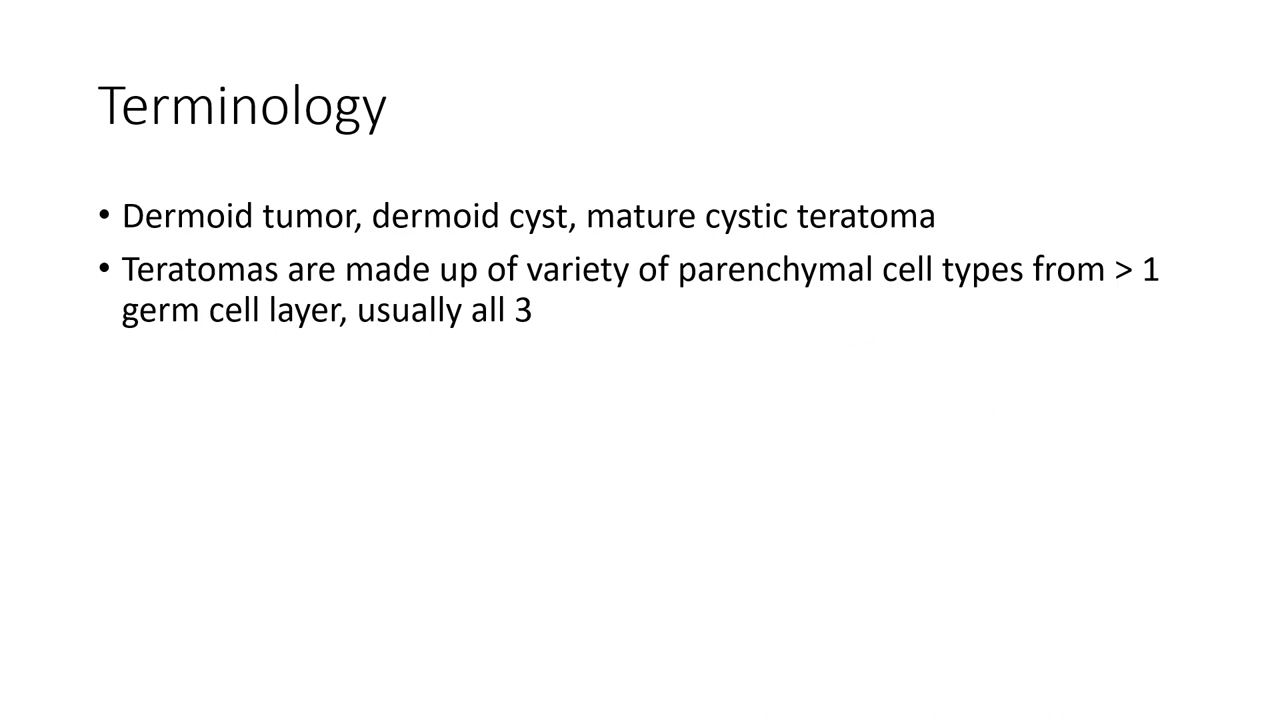 Terminology
• Dermoid tumor, dermoid cyst, mature cystic teratoma
• Teratomas are made up of variety of parenchymal cell types from > 1
germ cell layer, usually all 3